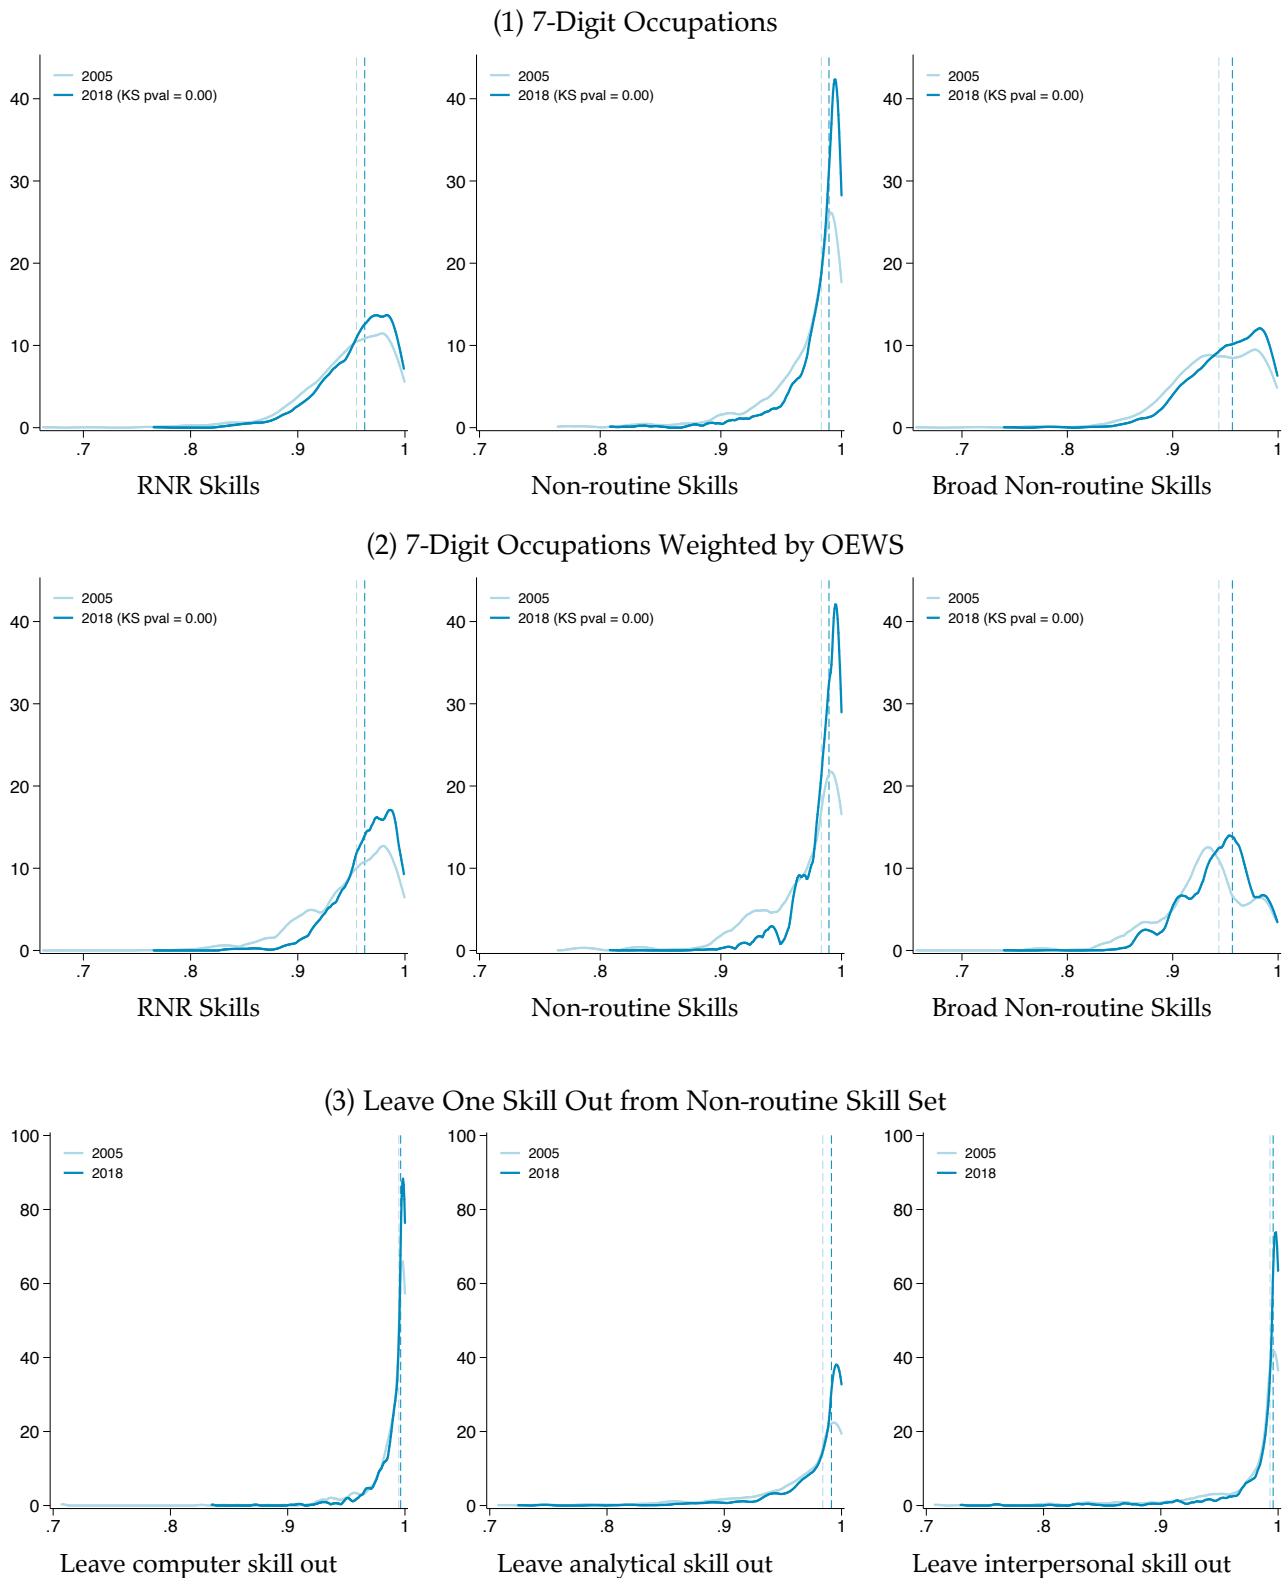 (1) 7-Digit Occupations
2005
2018 (KS pval = 0.00)
40
30
20
10
0
.7 .8 .9 1
RNR Skills
2005
2018 (KS pval = 0.00)
40
30
20
10
0
.7 .8 .9 1
Non-routine Skills
2005
2018 (KS pval = 0.00)
40
30
20
10
0
.7 .8 .9 1
Broad Non-routine Skills
(2) 7-Digit Occupations Weighted by OEWS
2005
2018 (KS pval = 0.00)
40
30
20
10
0
.7 .8 .9 1
RNR Skills
2005
2018 (KS pval = 0.00)
40
30
20
10
0
.7 .8 .9 1
Non-routine Skills
2005
2018 (KS pval = 0.00)
40
30
20
10
0
.7 .8 .9 1
Broad Non-routine Skills
(3) Leave One Skill Out from Non-routine Skill Set
100
2005
2018
80
60
40
20
0
.7 .8 .9 1
Leave computer skill out
100
2005
2018
80
60
40
20
0
.7 .8 .9 1
Leave analytical skill out
100
2005
2018
80
60
40
20
0
.7 .8 .9 1
Leave interpersonal skill out